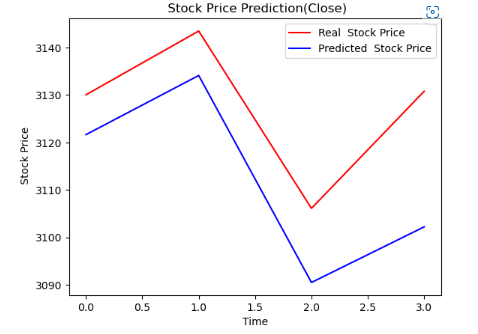 Stock Price Prediction(Close)
Real  Stock Price
Predicted  Stock Price
3140
3130
3120
3110
3100
3090
Stock Price
0.0 0.5 1.0 1.5 2.0 2.5 3.0
Time